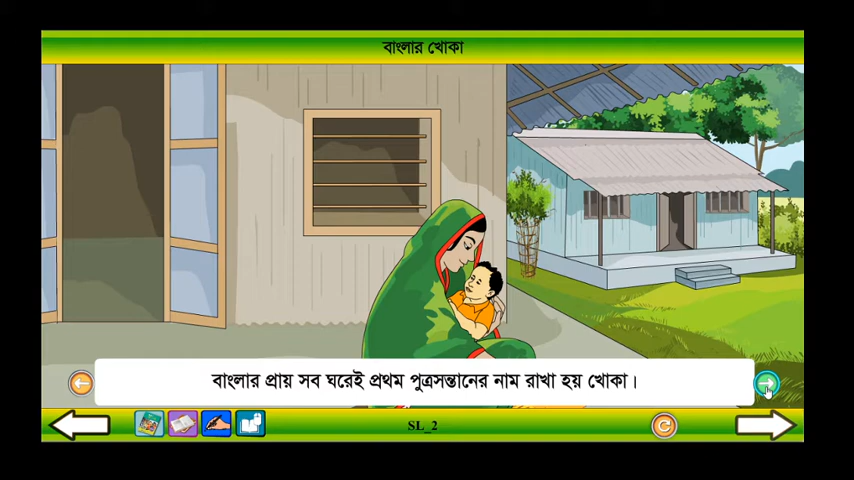 বাংলার খোকা
বাংলার প্রায় সব ঘরেই প্রথম পুত্রসন্তানের নাম রাখা হয় খোকা।
SL_2